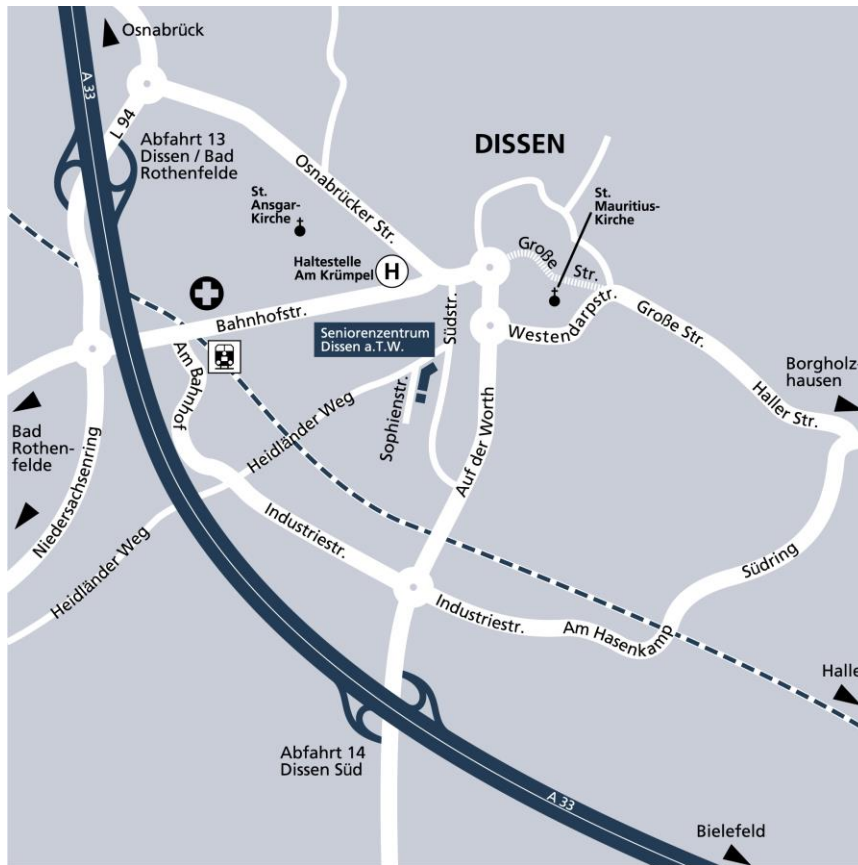 Osnabrück
A 33
L 94
Abfahrt 13
Dissen / Bad
Rothenfelde
DISSEN
St.
Ansgar-
Kirche
Osnabrücker Str.
St.
Mauritius-
Kirche
Haltestelle
Am Krümpel
H
Große
Str.
Bahnhofstr.
Seniorenzentrum
Dissen a.T.W.
Südstr.
Westendarpstr.
Große Str.
Am Bahnhof
Borgholz-
hausen
Haller Str.
Bad
Rothen-
felde
Niedersachsenring
Heidländer Weg
Sophienstr.
Auf der Worth
Heidländer Weg
Industriestr.
Südring
Industriestr.
Am Hasenkamp
Halle
Abfahrt 14
Dissen Süd
A 33
Bielefeld